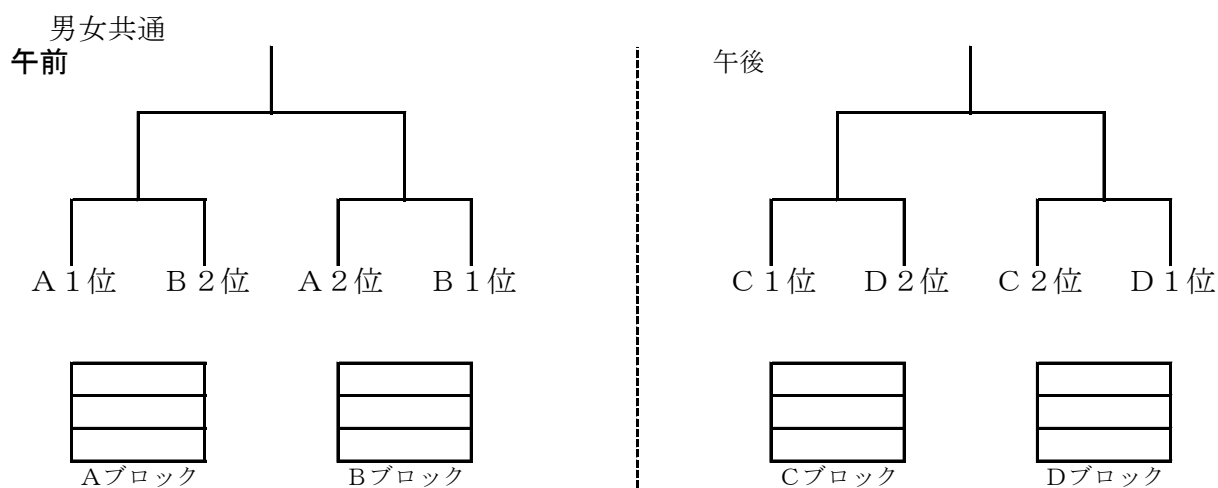 男女共通
午前
午後
A１位 B２位 A２位 B１位
C１位 D２位 C２位 D１位
Aブロック Bブロック
Cブロック Dブロック